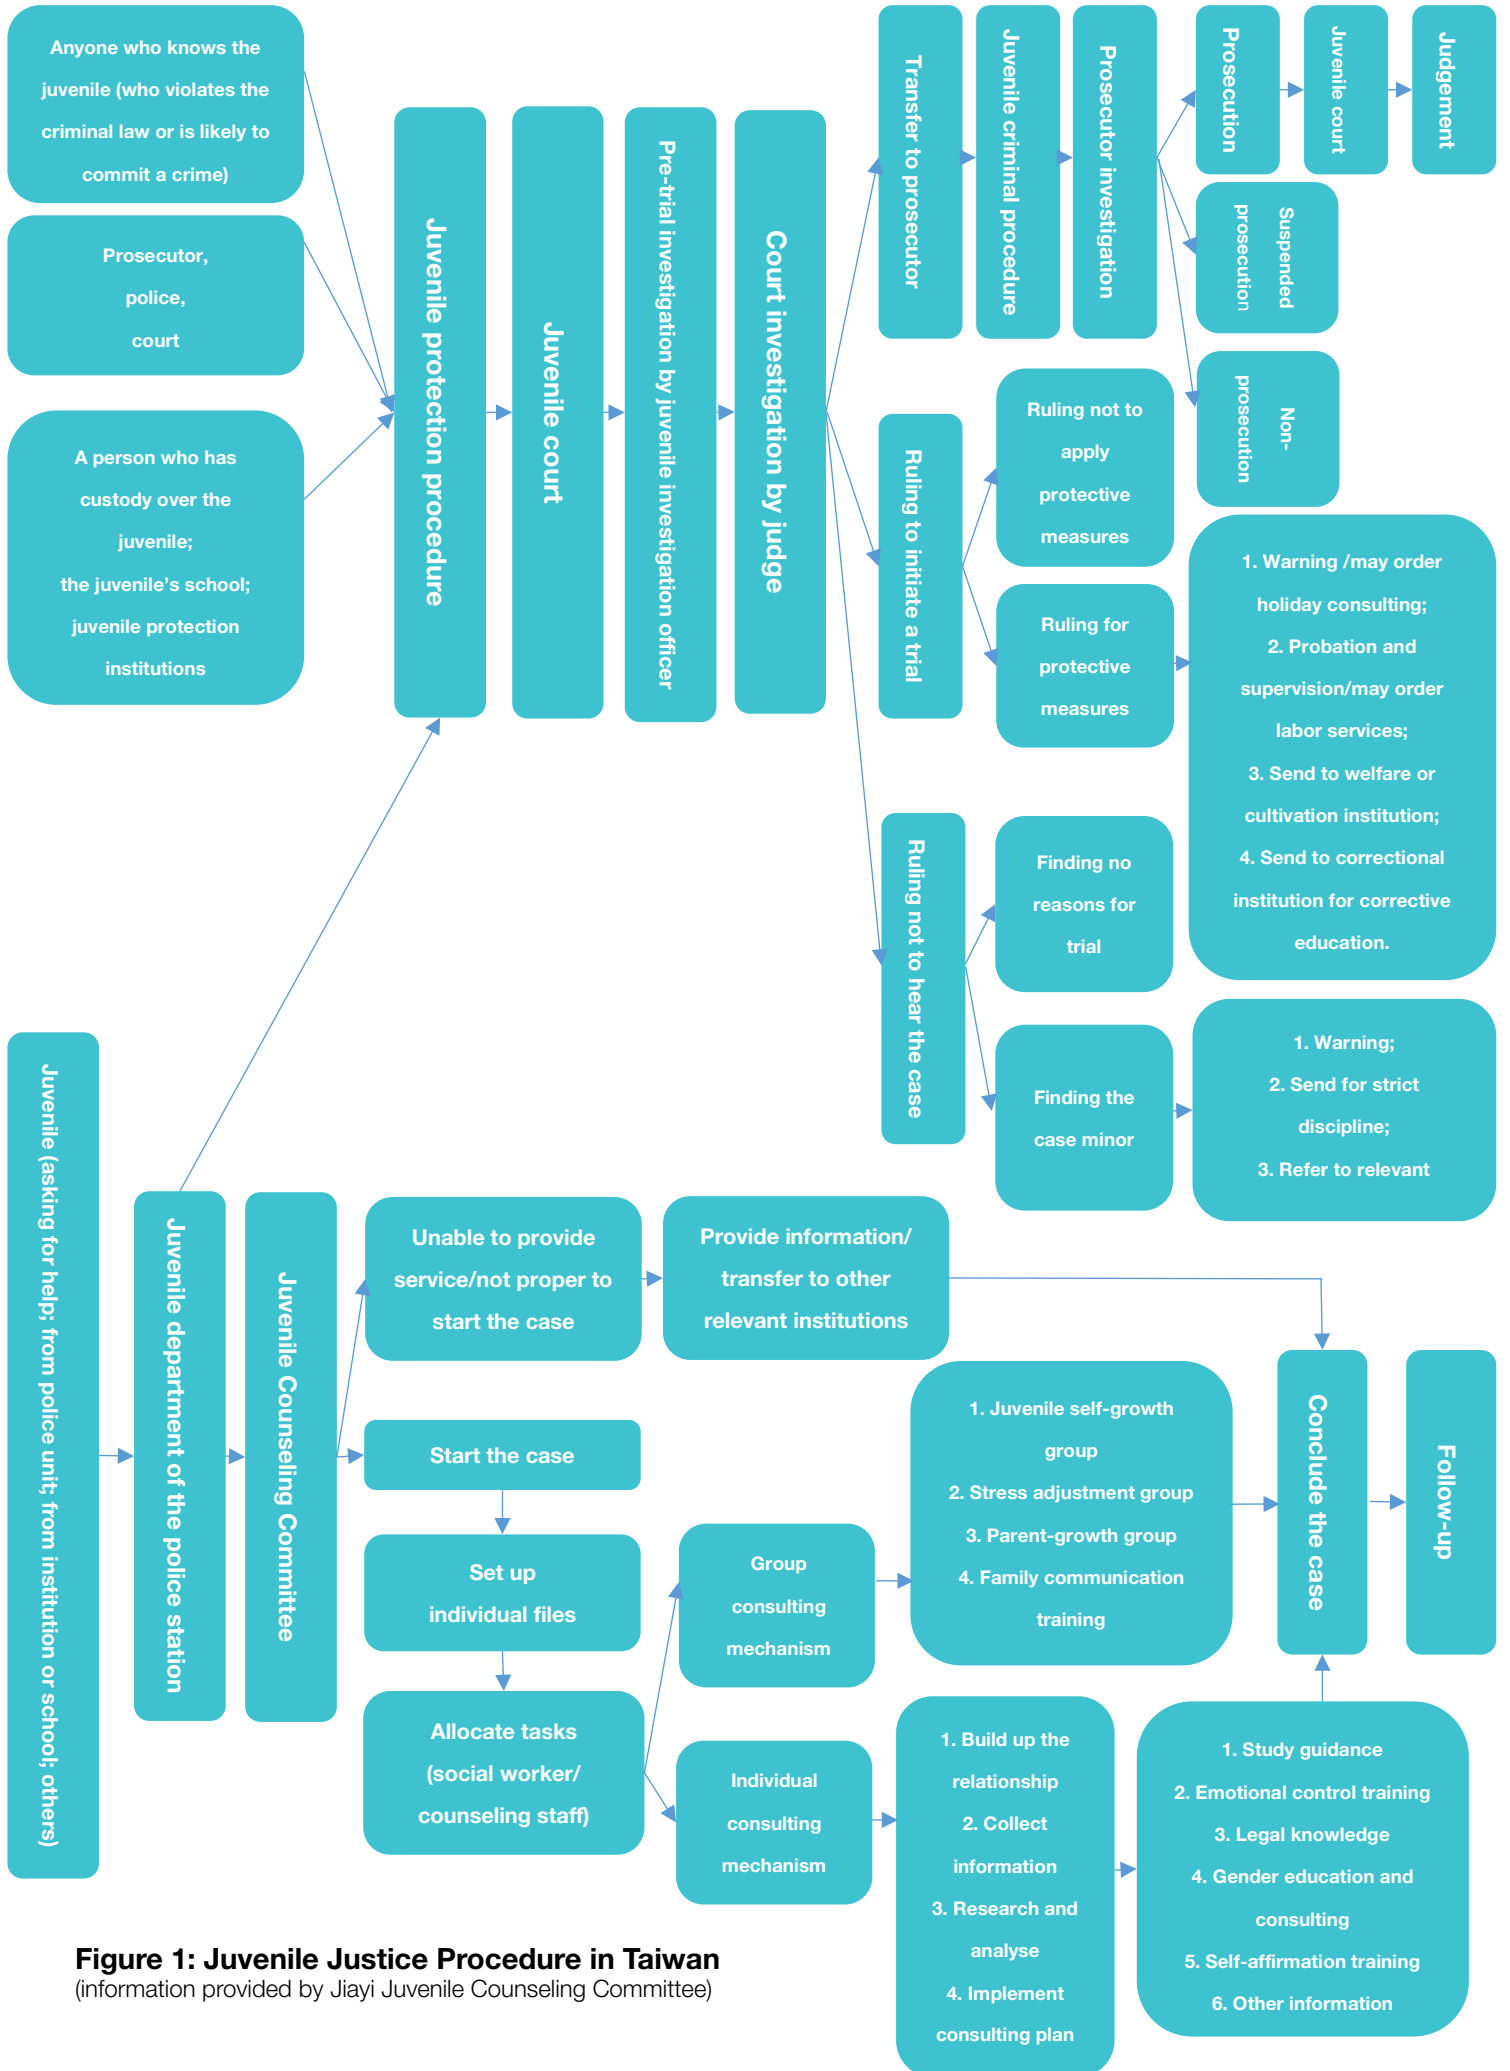 Anyone who knows the
juvenile (who violates the
criminal law or is likely to
commit a crime)
Prosecutor,
police,
court
A person who has
custody over the
juvenile;
the juvenile’s school;
juvenile protection
institutions
Juvenile protection procedure
Juvenile court
Pre-trial investigation by juvenile investigation officer
Court investigation by judge
Transfer to prosecutor
Juvenile criminal procedure
Prosecutor investigation
Prosecution
Juvenile court
Judgement
Suspended
prosecution
Non-
prosecution
Ruling to initiate a trial
Ruling not to
apply
protective
measures
Ruling for
protective
measures
1. Warning /may order
holiday consulting;
2. Probation and
supervision/may order
labor services;
3. Send to welfare or
cultivation institution;
4. Send to correctional
institution for corrective
education.
Ruling not to hear the case
Finding no
reasons for
trial
Finding the
case minor
1. Warning;
2. Send for strict
discipline;
3. Refer to relevant
Juvenile (asking for help; from police unit; from institution or school; others)
Juvenile department of the police station
Juvenile Counseling Committee
Unable to provide
service/not proper to
start the case
Provide information/
transfer to other
relevant institutions
Start the case
Set up
individual files
Allocate tasks
(social worker/
counseling staff)
Group
consulting
mechanism
1. Juvenile self-growth
group
2. Stress adjustment group
3. Parent-growth group
4. Family communication
training
Individual
consulting
mechanism
1. Build up the
relationship
2. Collect
information
3. Research and
analyse
4. Implement
consulting plan
1. Study guidance
2. Emotional control training
3. Legal knowledge
4. Gender education and
consulting
5. Self-affirmation training
6. Other information
Conclude the case
Follow-up
Figure 1: Juvenile Justice Procedure in Taiwan
(information provided by Jiayi Juvenile Counseling Committee)